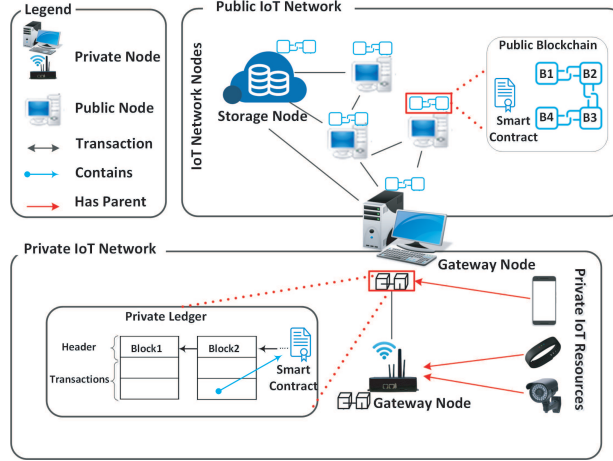 Legend
Private Node
Public Node
Transaction
Contains
Has Parent
Public IoT Network
IoT Network Nodes
Storage Node
Public Blockchain
B1
B2
B4
B3
Smart
Contract
Private IoT Network
Gateway Node
Private IoT Resources
Private Ledger
Header
Block1
Block2
Transactions
Smart
Contract
Gateway Node